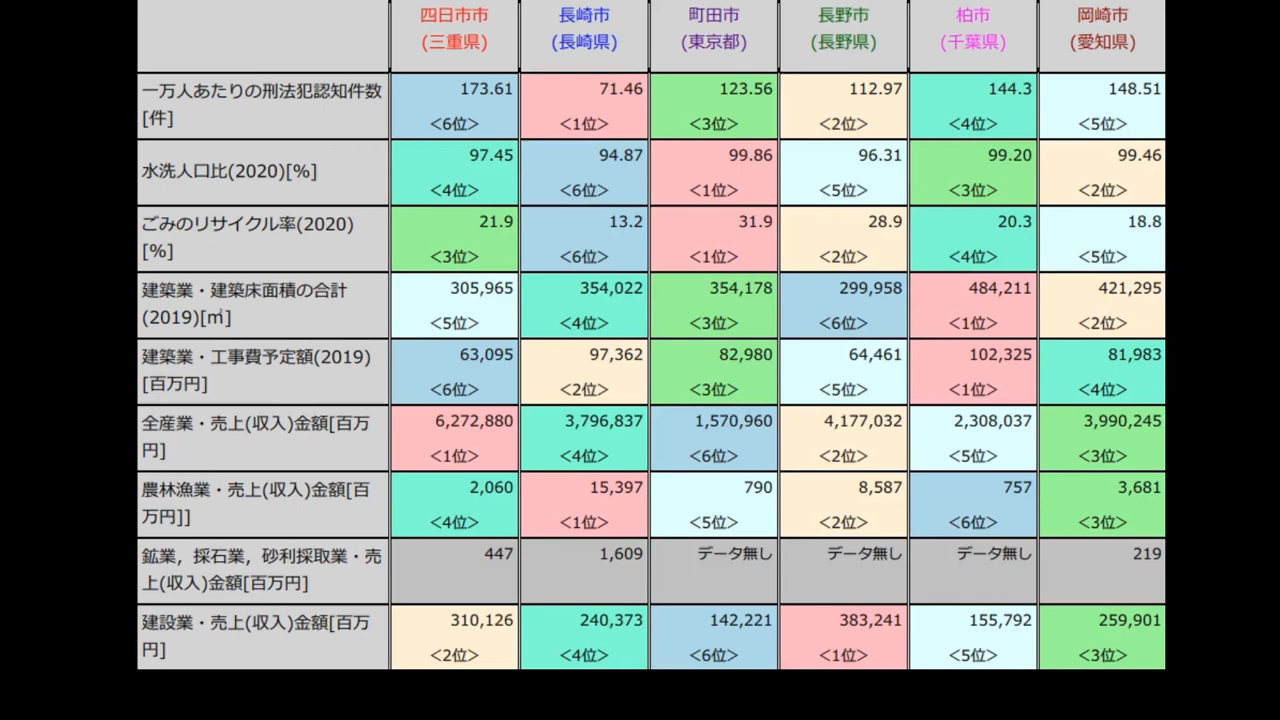 四日市市 長崎市 町田市 長野市 柏市 岡崎市
(三重県) (長崎県) (東京都) (長野県) (千葉県) (愛知県)
一万人あたりの刑法犯認知件数 173.61 71.46 123.56 112.97 144.3 148.51
[件] <6位> <1位> <3位> <2位> <4位> <5位>
水洗人口比(2020)[%] 97.45 94.87 99.86 96.31 99.20 99.46
<4位> <6位> <1位> <5位> <3位> <2位>
ごみのリサイクル率(2020) 21.9 13.2 31.9 28.9 20.3 18.8
[%] <3位> <6位> <1位> <2位> <4位> <5位>
建築業・建築床面積の合計 305,965 354,022 354,178 299,958 484,211 421,295
(2019)[㎡] <5位> <4位> <3位> <6位> <1位> <2位>
建築業・工事費予定額(2019) 63,095 97,362 82,980 64,461 102,325 81,983
[百万円] <6位> <2位> <3位> <5位> <1位> <4位>
全産業・売上(収入)金額[百万 6,272,880 3,796,837 1,570,960 4,177,032 2,308,037 3,990,245
円] <1位> <4位> <6位> <2位> <5位> <3位>
農林漁業・売上(収入)金額[百 2,060 15,397 790 8,587 757 3,681
万円]] <4位> <1位> <5位> <2位> <6位> <3位>
鉱業，採石業，砂利採取業・売 447 1,609 データ無し データ無し データ無し 219
上(収入)金額[百万円]
建設業・売上(収入)金額[百万 310,126 240,373 142,221 383,241 155,792 259,901
円] <2位> <4位> <6位> <1位> <5位> <3位>